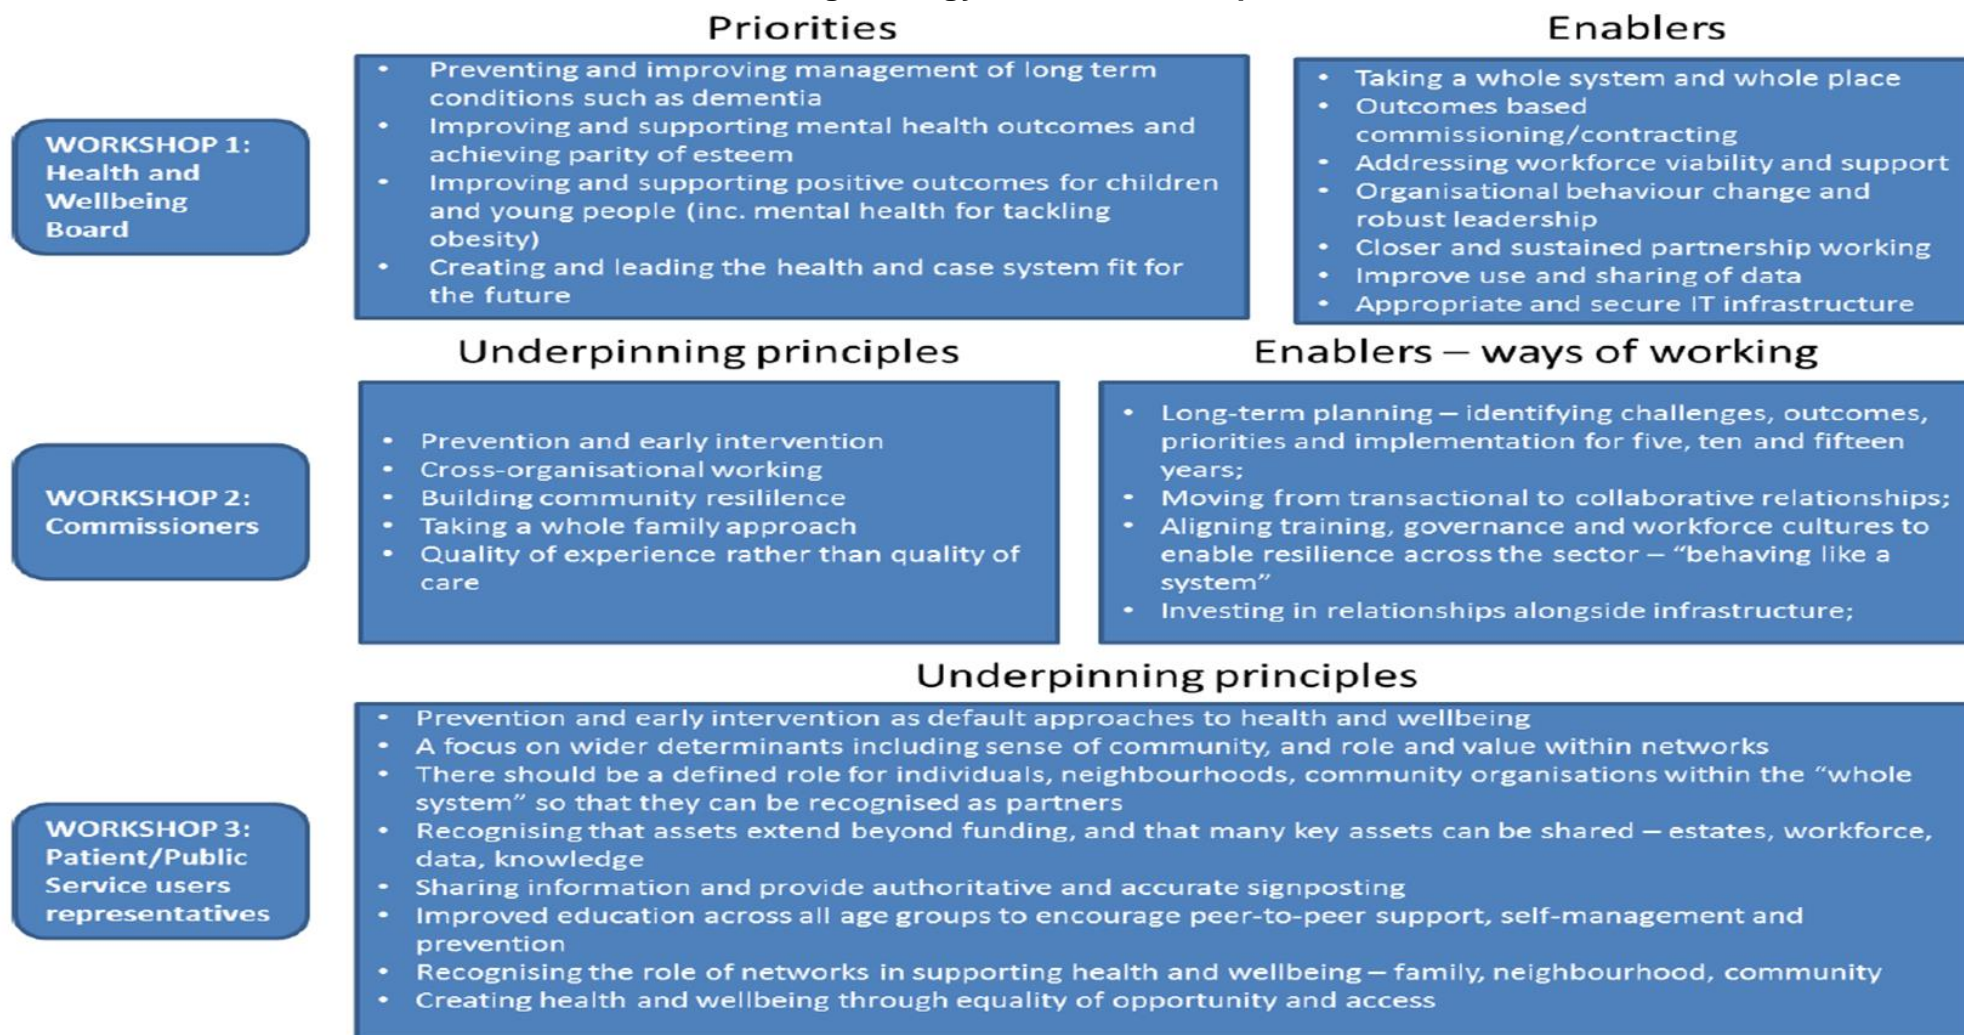 Priorities
Enablers
WORKSHOP 1:
Health and
Wellbeing
Board
• Preventing and improving management of long term
conditions such as dementia
• Improving and supporting mental health outcomes and
achieving parity of esteem
• Improving and supporting positive outcomes for children
and young people (inc. mental health for tackling
obesity)
• Creating and leading the health and case system fit for
the future
• Taking a whole system and whole place
• Outcomes based
commissioning/contracting
• Addressing workforce viability and support
• Organisational behaviour change and
robust leadership
• Closer and sustained partnership working
• Improve use and sharing of data
• Appropriate and secure IT infrastructure
Underpinning principles
Enablers – ways of working
WORKSHOP 2:
Commissioners
• Prevention and early intervention
• Cross-organisational working
• Building community resililence
• Taking a whole family approach
• Quality of experience rather than quality of
care
• Long-term planning – identifying challenges, outcomes,
priorities and implementation for five, ten and fifteen
years;
• Moving from transactional to collaborative relationships;
• Aligning training, governance and workforce cultures to
enable resilience across the sector – “behaving like a
system”
• Investing in relationships alongside infrastructure;
Underpinning principles
WORKSHOP 3:
Patient/Public
Service users
representatives
• Prevention and early intervention as default approaches to health and wellbeing
• A focus on wider determinants including sense of community, and role and value within networks
• There should be a defined role for individuals, neighbourhoods, community organisations within the “whole
system” so that they can be recognised as partners
• Recognising that assets extend beyond funding, and that many key assets can be shared – estates, workforce,
data, knowledge
• Sharing information and provide authoritative and accurate signposting
• Improved education across all age groups to encourage peer-to-peer support, self-management and
prevention
• Recognising the role of networks in supporting health and wellbeing – family, neighbourhood, community
• Creating health and wellbeing through equality of opportunity and access